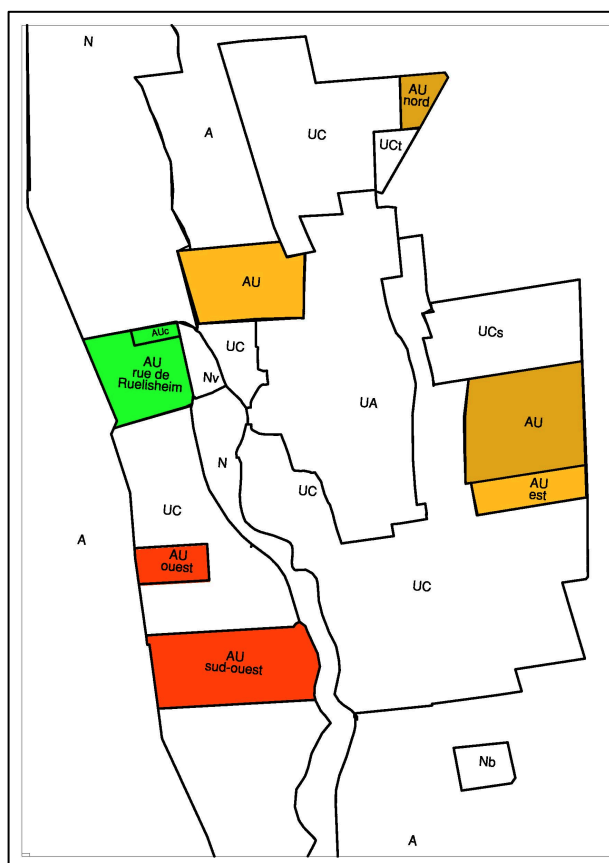 N
AU
nord
A
UC
UCt
AU
UCs
AUc
UC
AU
rue de
Ruelisheim
Nv
UA
AU
N
UC
AU
est
UC
A
AU
ouest
UC
AU
sud-ouest
Nb
A